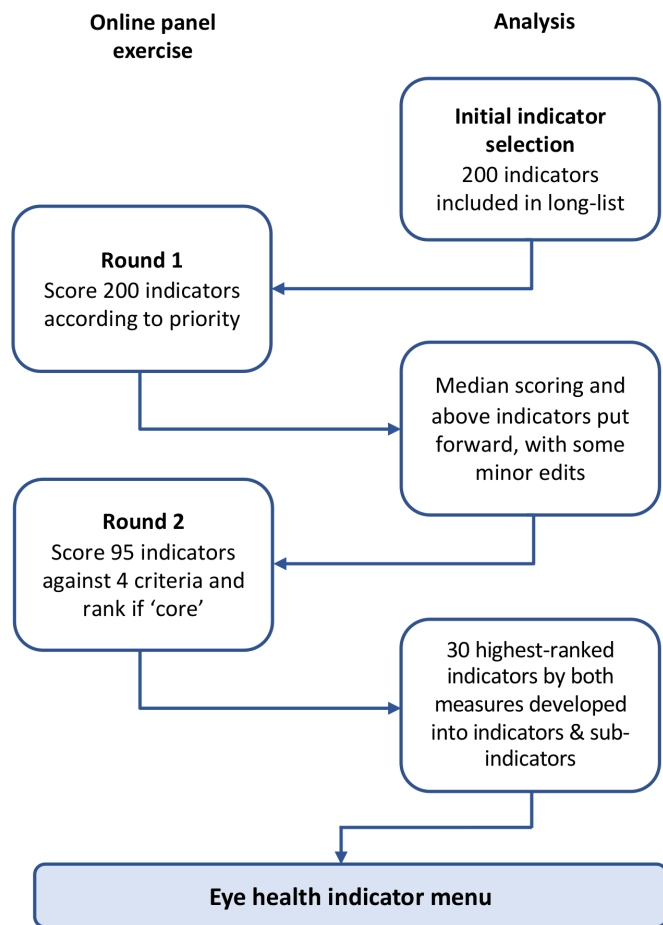 Online panel
exercise
Analysis
Initial indicator
selection
200 indicators
included in long-list
Round 1
Score 200 indicators
according to priority
Median scoring and
above indicators put
forward, with some
minor edits
Round 2
Score 95 indicators
against 4 criteria and
rank if ‘core’
30 highest-ranked
indicators by both
measures developed
into indicators & sub-
indicators
Eye health indicator menu